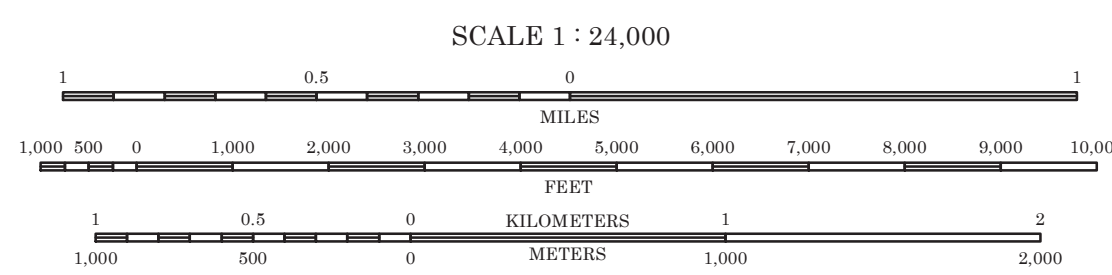 SCALE 1 : 24,000
1 0.5 0 1
MILES
1,000 500 0 1,000 2,000 3,000 4,000 5,000 6,000 7,000 8,000 9,000 10,00
FEET
1 0.5 0 KILOMETERS 1 2
1,000 500 0 METERS 1,000 2,000